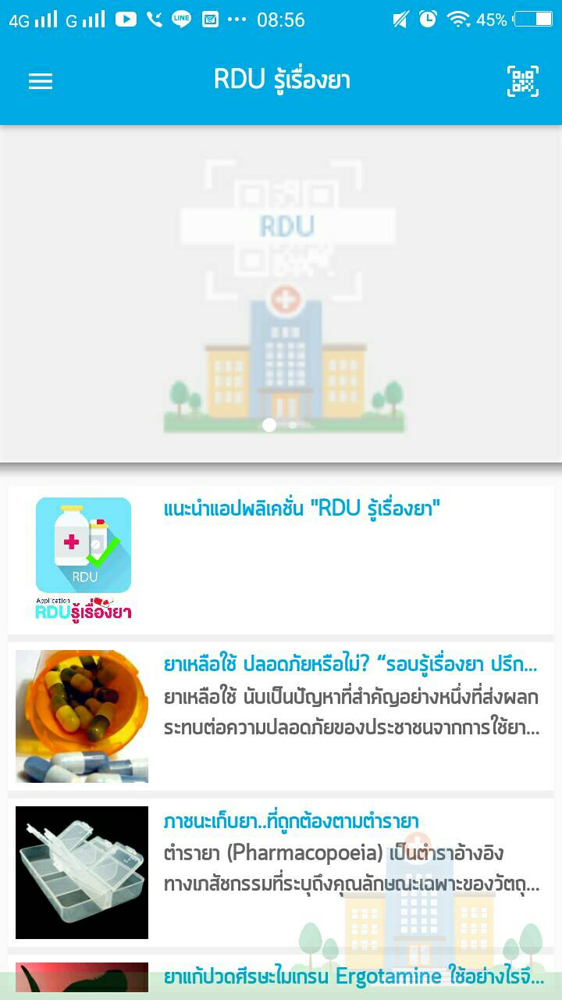 4G G LINE 08:56 45%
RDU รู้เรื่องยา
RDU
แนะนำแอปพลิเคชั่น "RDU รู้เรื่องยา"
RDU
Application
RDUรู้เรื่องยา
ยาเหลือใช้ ปลอดภัยหรือไม่? “รอบรู้เรื่องยา ปรึก...
ยาเหลือใช้ นับเป็นปัญหาที่สำคัญอย่างหนึ่งที่ส่งผลก
ระทบต่อความปลอดภัยของประชาชนจากการใช้ยา...
ภาชนะเก็บยา..ที่ถูกต้องตามตำรายา
ตำรายา (Pharmacopoeia) เป็นตำราอ้างอิง
ทางเภสัชกรรมที่ระบุถึงคุณลักษณะเฉพาะของวัตถุ...
ยาแก้ปวดศีรษะไมเกรน Ergotamine ใช้อย่างไรจึ...